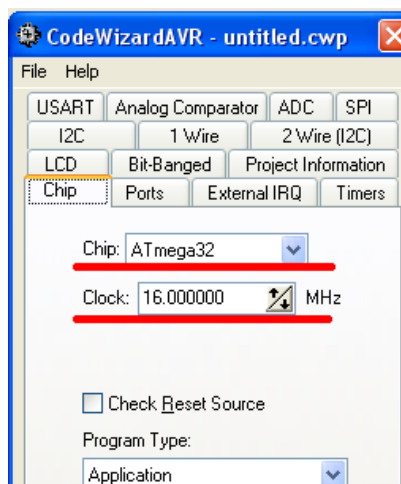 CodeWizardAVR - untitled.cwp
File Help
USART Analog Comparator ADC SPI
I2C 1 Wire 2 Wire (I2C)
LCD Bit-Banged Project Information
Chip Ports External IRQ Timers
Chip: ATmega32
Clock: 16.000000 MHz
Check Reset Source
Program Type:
Application